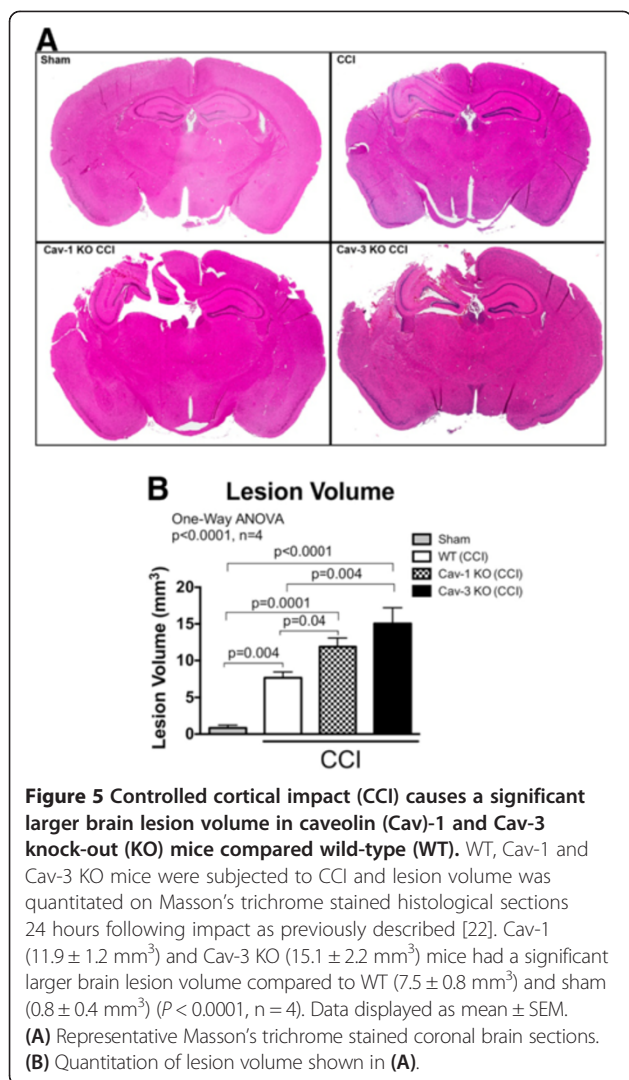 A
Sham
CCI
Cav-1 KO CCI
Cav-3 KO CCI
B Lesion Volume
One-Way ANOVA
p<0.0001, n=4
Sham
WT (CCI)
Cav-1 KO (CCI)
Cav-3 KO (CCI)
p<0.0001
p=0.004
p=0.0001
p=0.04
p=0.004
Lesion Volume (mm³)
20
15
10
5
0
CCI
Figure 5 Controlled cortical impact (CCI) causes a significant
larger brain lesion volume in caveolin (Cav)-1 and Cav-3
knock-out (KO) mice compared wild-type (WT). WT, Cav-1 and
Cav-3 KO mice were subjected to CCI and lesion volume was
quantitated on Masson's trichrome stained histological sections
24 hours following impact as previously described [22]. Cav-1
(11.9 ± 1.2 mm³) and Cav-3 KO (15.1 ± 2.2 mm³) mice had a significant
larger brain lesion volume compared to WT (7.5 ± 0.8 mm³) and sham
(0.8 ± 0.4 mm³) (P < 0.0001, n = 4). Data displayed as mean ± SEM.
(A) Representative Masson's trichrome stained coronal brain sections.
(B) Quantitation of lesion volume shown in (A).